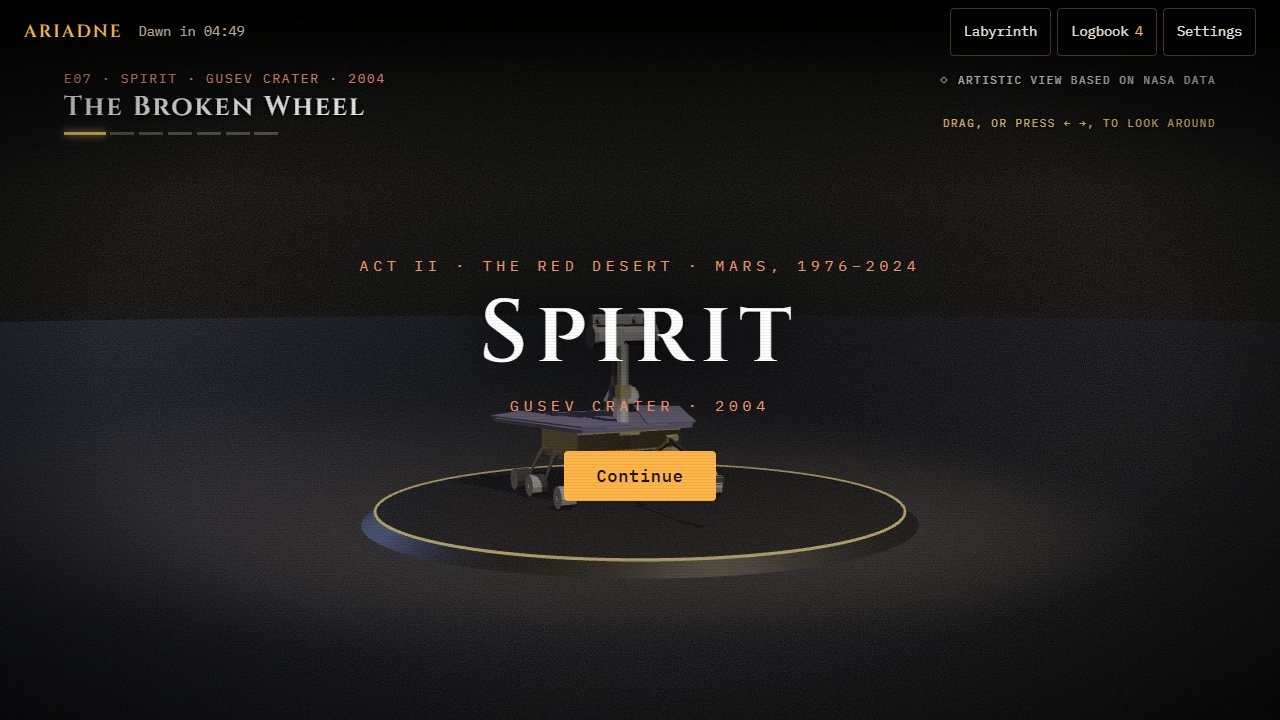 ARIADNE Dawn in 04:49 Labyrinth Logbook 4 Settings
E07 · SPIRIT · GUSEV CRATER · 2004
The Broken Wheel
◇ ARTISTIC VIEW BASED ON NASA DATA
DRAG, OR PRESS ← →, TO LOOK AROUND
ACT II · THE RED DESERT · MARS, 1976–2024
Spirit
GUSEV CRATER · 2004
Continue